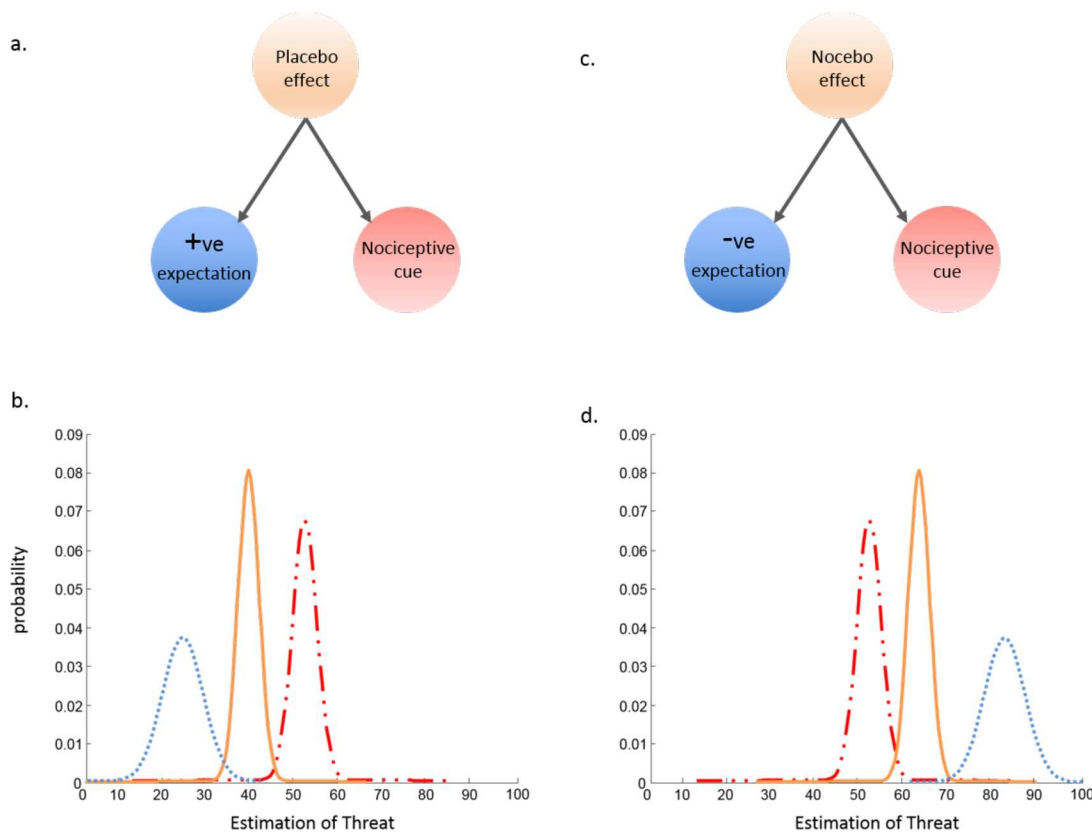 a.
Placebo
effect
+ve
expectation
Nociceptive
cue
c.
Nocebo
effect
-ve
expectation
Nociceptive
cue
b.
0.09
0.08
0.07
0.06
0.05
0.04
0.03
0.02
0.01
0
probability
0 10 20 30 40 50 60 70 80 90 100
Estimation of Threat
d.
0.09
0.08
0.07
0.06
0.05
0.04
0.03
0.02
0.01
0
0 10 20 30 40 50 60 70 80 90 100
Estimation of Threat